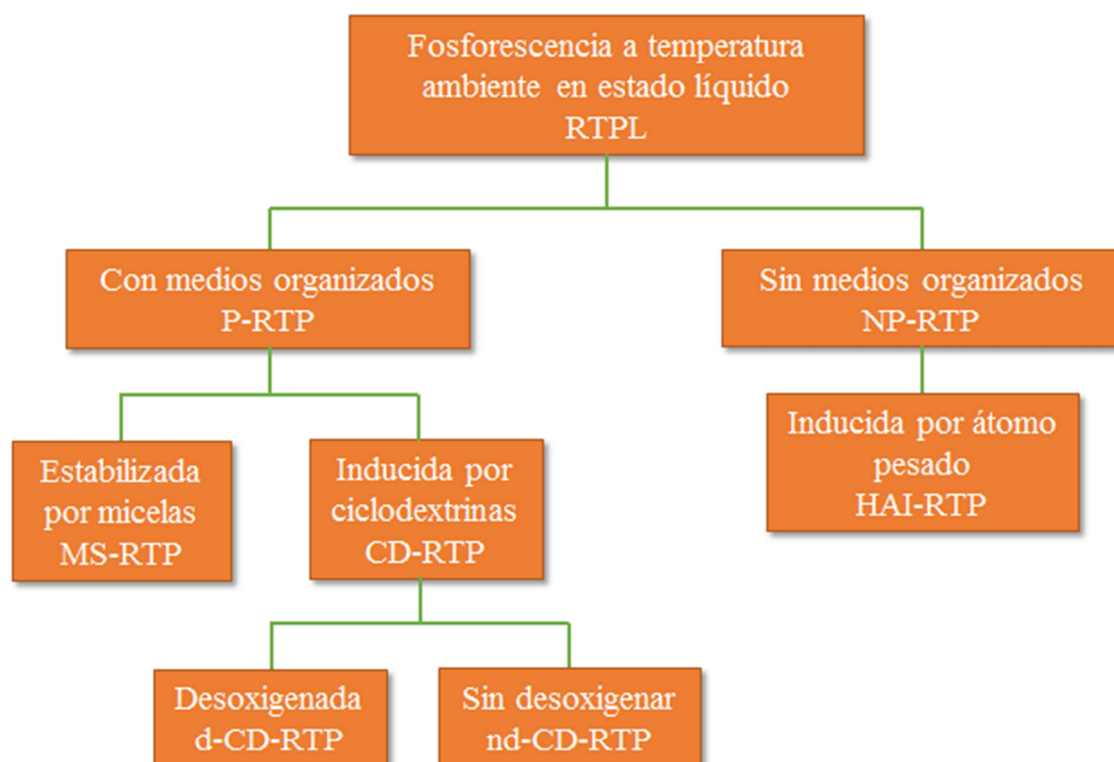 Fosforescencia a temperatura
ambiente en estado líquido
RTPL
Con medios organizados
P-RTP
Sin medios organizados
NP-RTP
Estabilizada
por micelas
MS-RTP
Inducida por
ciclodextrinas
CD-RTP
Inducida por átomo
pesado
HAI-RTP
Desoxigenada
d-CD-RTP
Sin desoxigenar
nd-CD-RTP